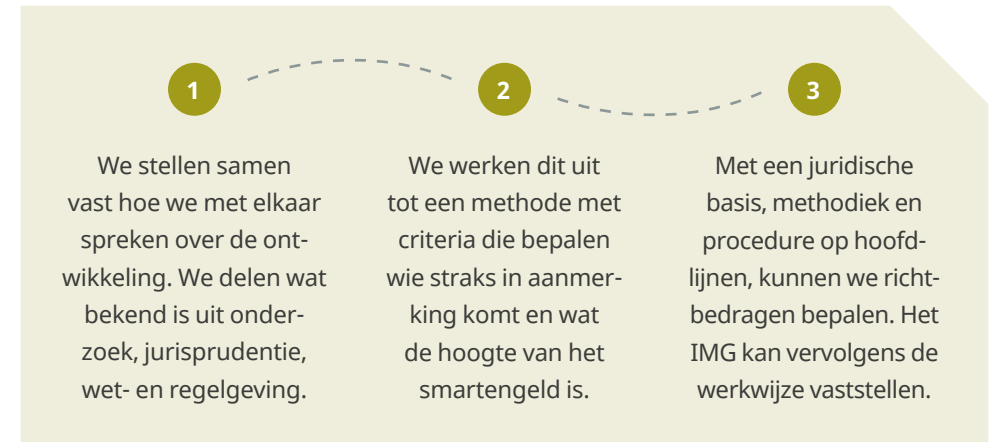 1
We stellen samen
vast hoe we met elkaar
spreken over de ont-
wikkeling. We delen wat
bekend is uit onder-
zoek, jurisprudentie,
wet- en regelgeving.
2
We werken dit uit
tot een methode met
criteria die bepalen
wie straks in aanmer-
king komt en wat
de hoogte van het
smartengeld is.
3
Met een juridische
basis, methodiek en
procedure op hoofd-
lijnen, kunnen we richt-
bedragen bepalen. Het
IMG kan vervolgens de
werkwijze vaststellen.